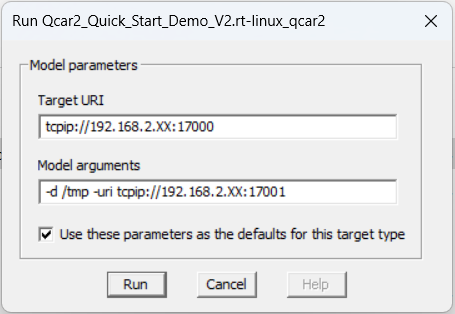 Run Qcar2_Quick_Start_Demo_V2.rt-linux_qcar2
Model parameters
Target URI
tcpip://192.168.2.XX:17000
Model arguments
-d /tmp -uri tcpip://192.168.2.XX:17001
Use these parameters as the defaults for this target type
Run Cancel Help